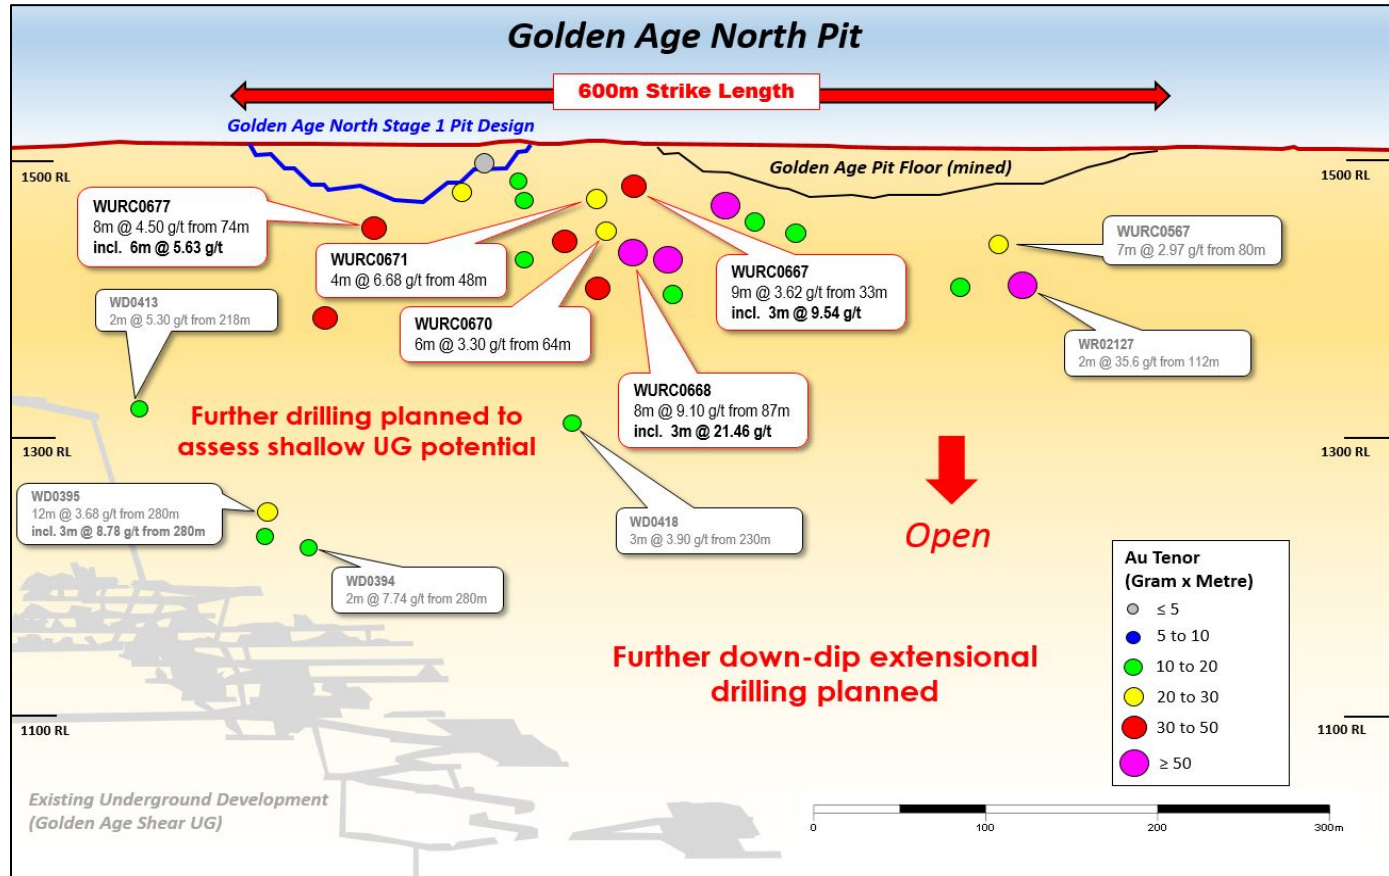 Golden Age North Pit
600m Strike Length
Golden Age North Stage 1 Pit Design
Golden Age Pit Floor (mined)
1500 RL
1500 RL
WURC0677
8m @ 4.50 g/t from 74m
incl. 6m @ 5.63 g/t
WURC0671
4m @ 6.68 g/t from 48m
WURC0670
6m @ 3.30 g/t from 64m
WURC0667
9m @ 3.62 g/t from 33m
incl. 3m @ 9.54 g/t
WURC0567
7m @ 2.97 g/t from 80m
WD0413
2m @ 5.30 g/t from 218m
WR02127
2m @ 35.6 g/t from 112m
WURC0668
8m @ 9.10 g/t from 87m
incl. 3m @ 21.46 g/t
Further drilling planned to
assess shallow UG potential
1300 RL
1300 RL
WD0395
12m @ 3.68 g/t from 280m
incl. 3m @ 8.78 g/t from 280m
WD0418
3m @ 3.90 g/t from 230m
Open
WD0394
2m @ 7.74 g/t from 280m
Further down-dip extensional
drilling planned
1100 RL
1100 RL
Au Tenor
(Gram x Metre)
≤ 5
5 to 10
10 to 20
20 to 30
30 to 50
≥ 50
Existing Underground Development
(Golden Age Shear UG)
0 100 200 300m